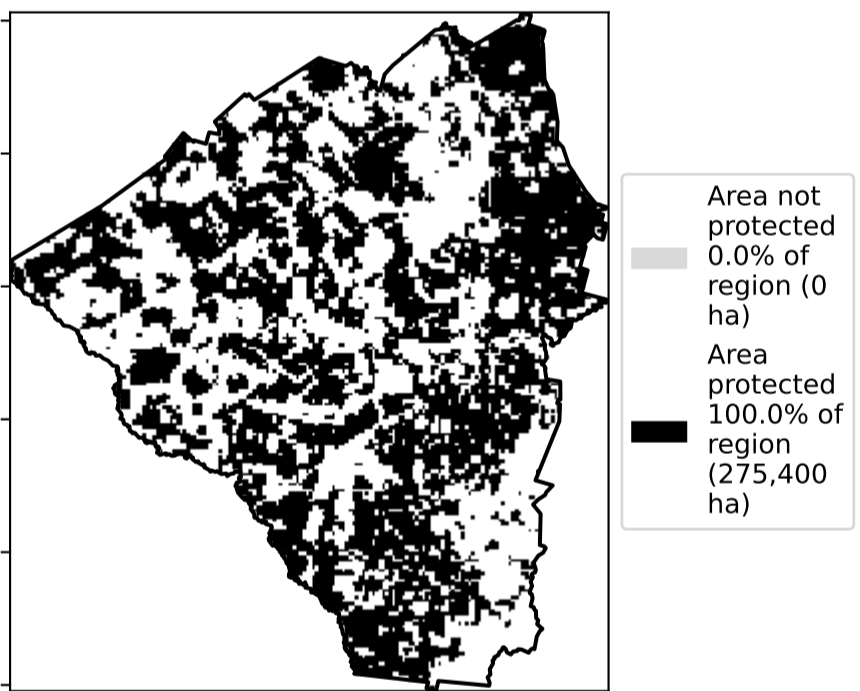 Area not
protected
0.0% of
region (0
ha)
Area
protected
100.0% of
region
(275,400
ha)